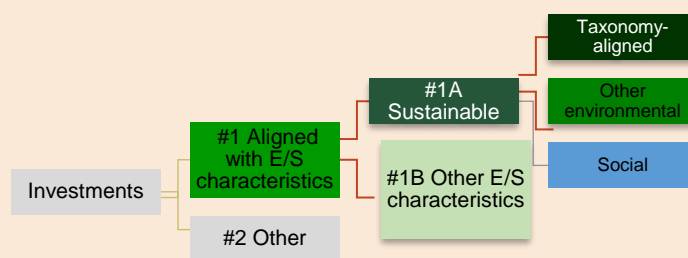 Investments
#1 Aligned
with E/S
characteristics
#2 Other
#1A
Sustainable
#1B Other E/S
characteristics
Taxonomy-
aligned
Other
environmental
Social